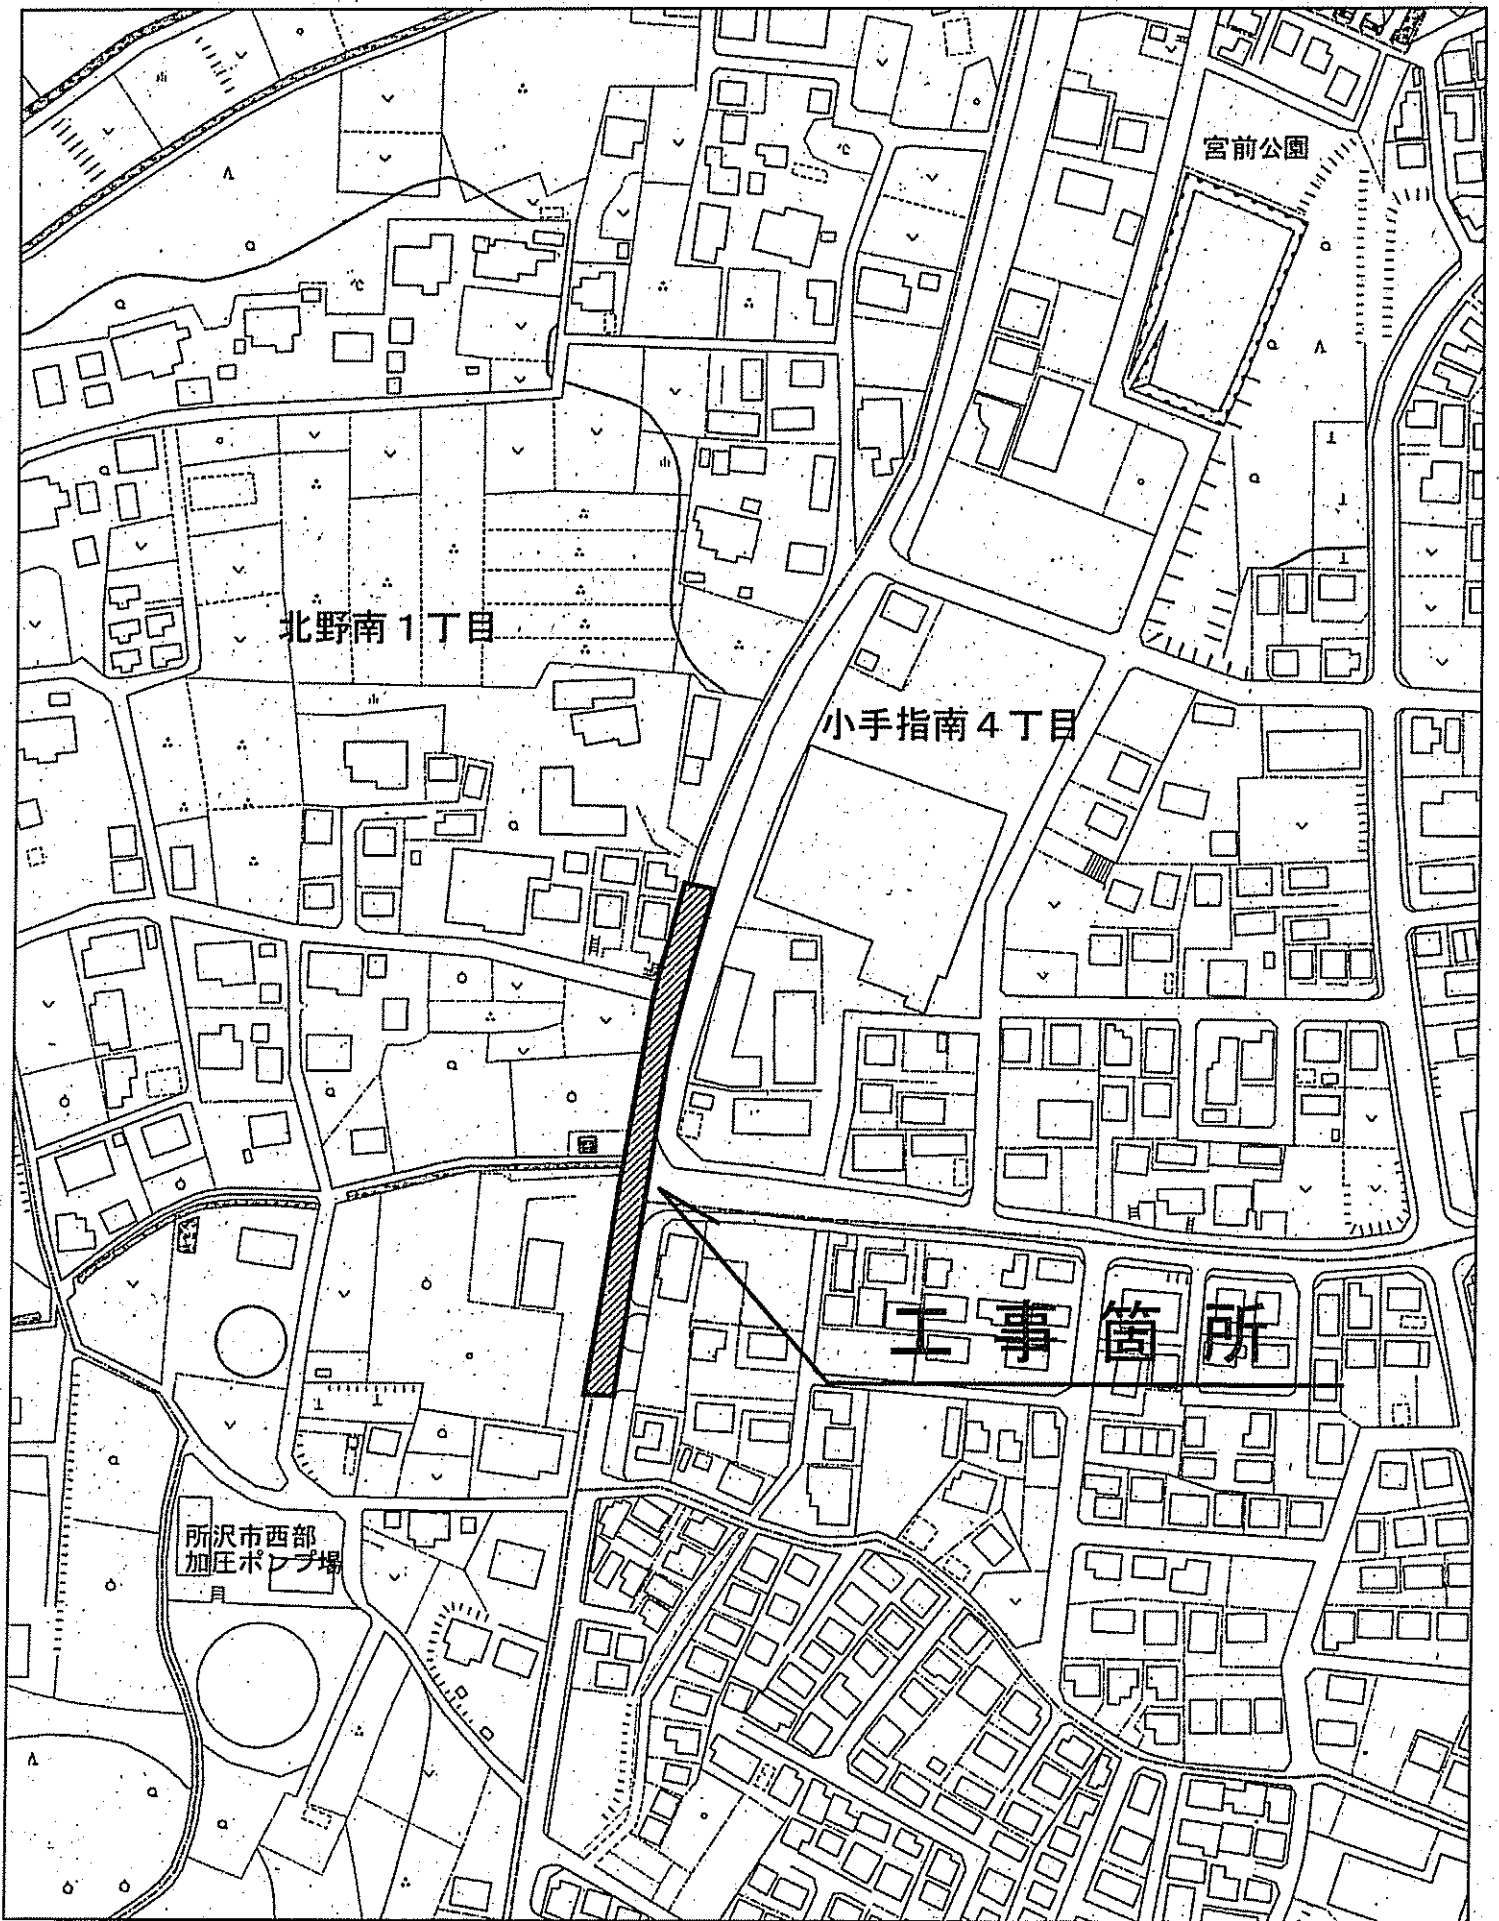 宮前公園
北野南1丁目
小手指南4丁目
工事箇所
所沢市西部
加圧ポンプ場